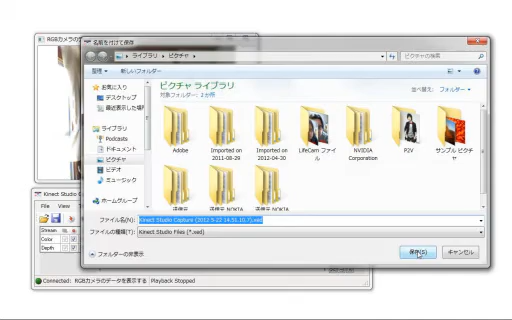 RGBカメラの
名前を付けて保存
ライブラリ ▸ ピクチャ ▸
ピクチャの検索
整理 ▾ 新しいフォルダー
お気に入り
デスクトップ
最近表示した場所
ライブラリ
Podcasts
ドキュメント
ピクチャ
ビデオ
ミュージック
ホームグループ
ピクチャ ライブラリ
対象フォルダー: 2 か所
並べ替え: フォルダー ▾
Adobe
Imported on 2011-08-29
Imported on 2012-04-30
LifeCam ファイル
NVIDIA Corporation
P2V
サンプル ピクチャ
送信元 NOKIA
送信元 NOKIA
ファイル名(N): Kinect Studio Capture (2012 5-22 14.51.10.7).xed
ファイルの種類(T): Kinect Studio Files (*.xed)
フォルダーの非表示
保存(S)
キャンセル
Kinect Studio
File View
Stream
Color
Depth
Connected: RGBカメラのデータを表示する Playback Stopped